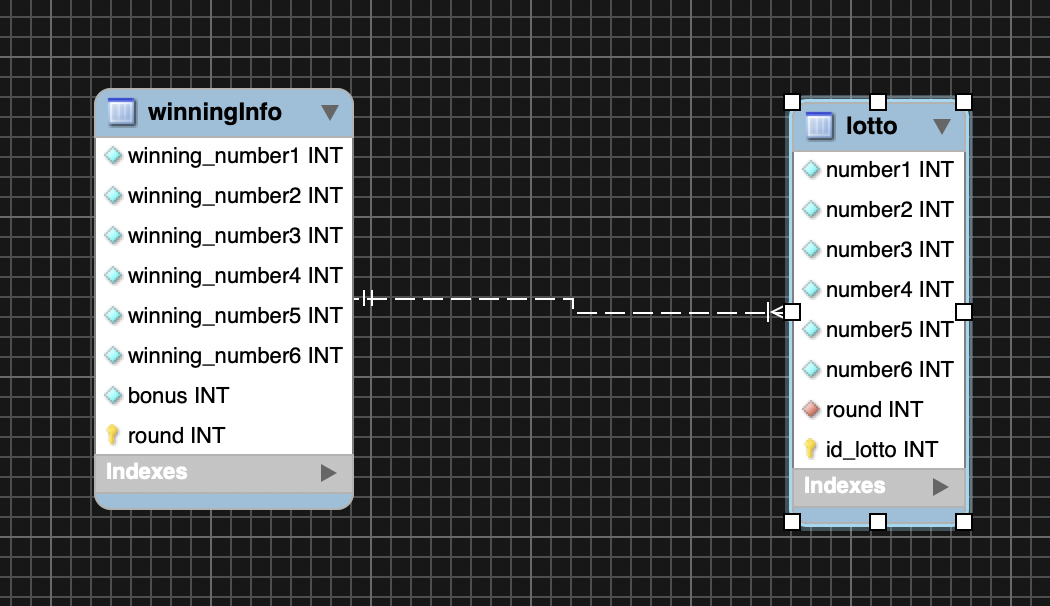 winningInfo
winning_number1 INT
winning_number2 INT
winning_number3 INT
winning_number4 INT
winning_number5 INT
winning_number6 INT
bonus INT
round INT
Indexes
lotto
number1 INT
number2 INT
number3 INT
number4 INT
number5 INT
number6 INT
round INT
id_lotto INT
Indexes